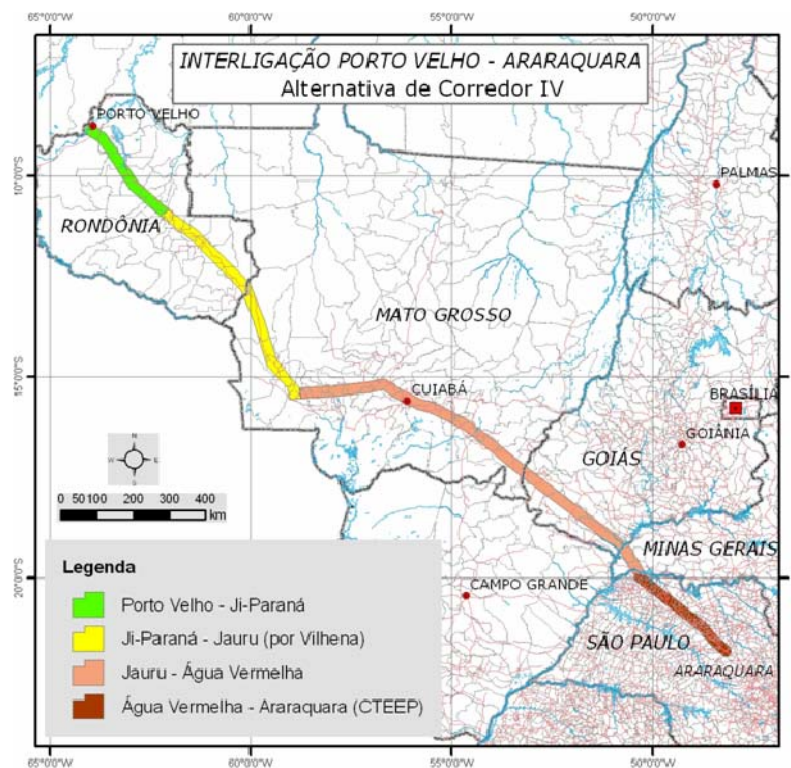 65°0'0"W
60°0'0"W
55°0'0"W
50°0'0"W
INTERLIGAÇÃO PORTO VELHO - ARARAQUARA
Alternativa de Corredor IV
PORTO VELHO
10°0'0"S
PALMAS
RONDÔNIA
MATO GROSSO
15°0'0"S
CUIABÁ
BRASÍLIA
GOIÂNIA
GOIÁS
N
W E
S
0 50 100 200 300 400
km
MINAS GERAIS
Legenda
20°0'0"S
CAMPO GRANDE
Porto Velho - Ji-Paraná
SÃO PAULO
Ji-Paraná - Jauru (por Vilhena)
ARARAQUARA
Jauru - Água Vermelha
Água Vermelha - Araraquara (CTEEP)
65°0'0"W
60°0'0"W
55°0'0"W
50°0'0"W